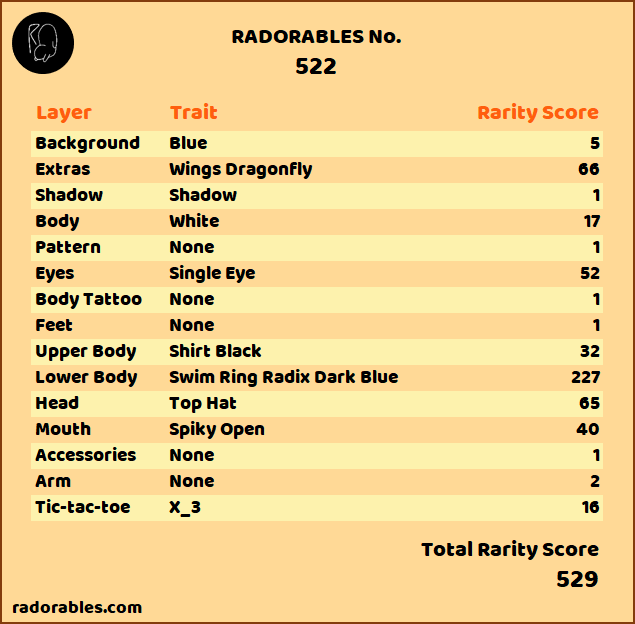 RADORABLES No.
522
Layer Trait Rarity Score
Background Blue 5
Extras Wings Dragonfly 66
Shadow Shadow 1
Body White 17
Pattern None 1
Eyes Single Eye 52
Body Tattoo None 1
Feet None 1
Upper Body Shirt Black 32
Lower Body Swim Ring Radix Dark Blue 227
Head Top Hat 65
Mouth Spiky Open 40
Accessories None 1
Arm None 2
Tic-tac-toe X_3 16
Total Rarity Score
529
radorables.com